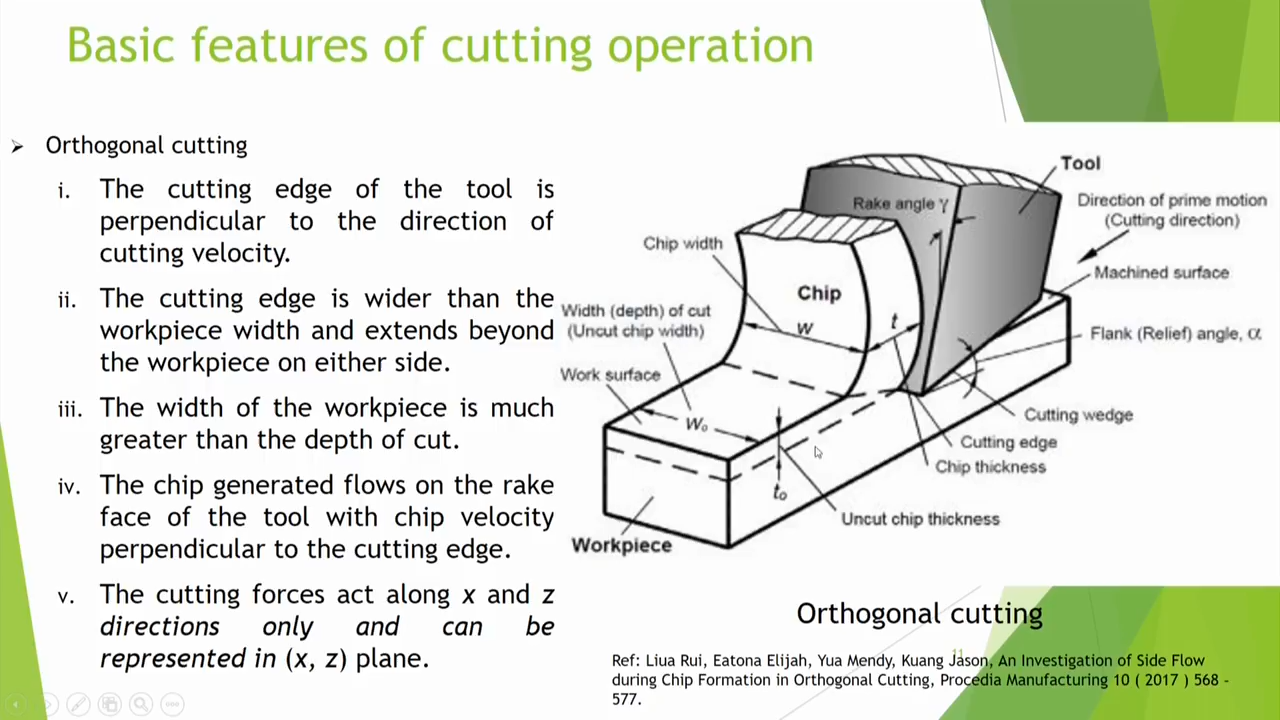 Basic features of cutting operation
Orthogonal cutting
i. The cutting edge of the tool is
perpendicular to the direction of
cutting velocity.
ii. The cutting edge is wider than the
workpiece width and extends beyond
the workpiece on either side.
iii. The width of the workpiece is much
greater than the depth of cut.
iv. The chip generated flows on the rake
face of the tool with chip velocity
perpendicular to the cutting edge.
v. The cutting forces act along x and z
directions only and can be
represented in (x, z) plane.
Tool
Rake angle γ
Direction of prime motion
(Cutting direction)
Chip width
Machined surface
Chip
Width (depth) of cut
(Uncut chip width)
w
t
Flank (Relief) angle, α
Work surface
Wₒ
Cutting wedge
Cutting edge
Chip thickness
tₒ
Uncut chip thickness
Workpiece
Orthogonal cutting
11
Ref: Liua Rui, Eatona Elijah, Yua Mendy, Kuang Jason, An Investigation of Side Flow
during Chip Formation in Orthogonal Cutting, Procedia Manufacturing 10 ( 2017 ) 568 –
577.